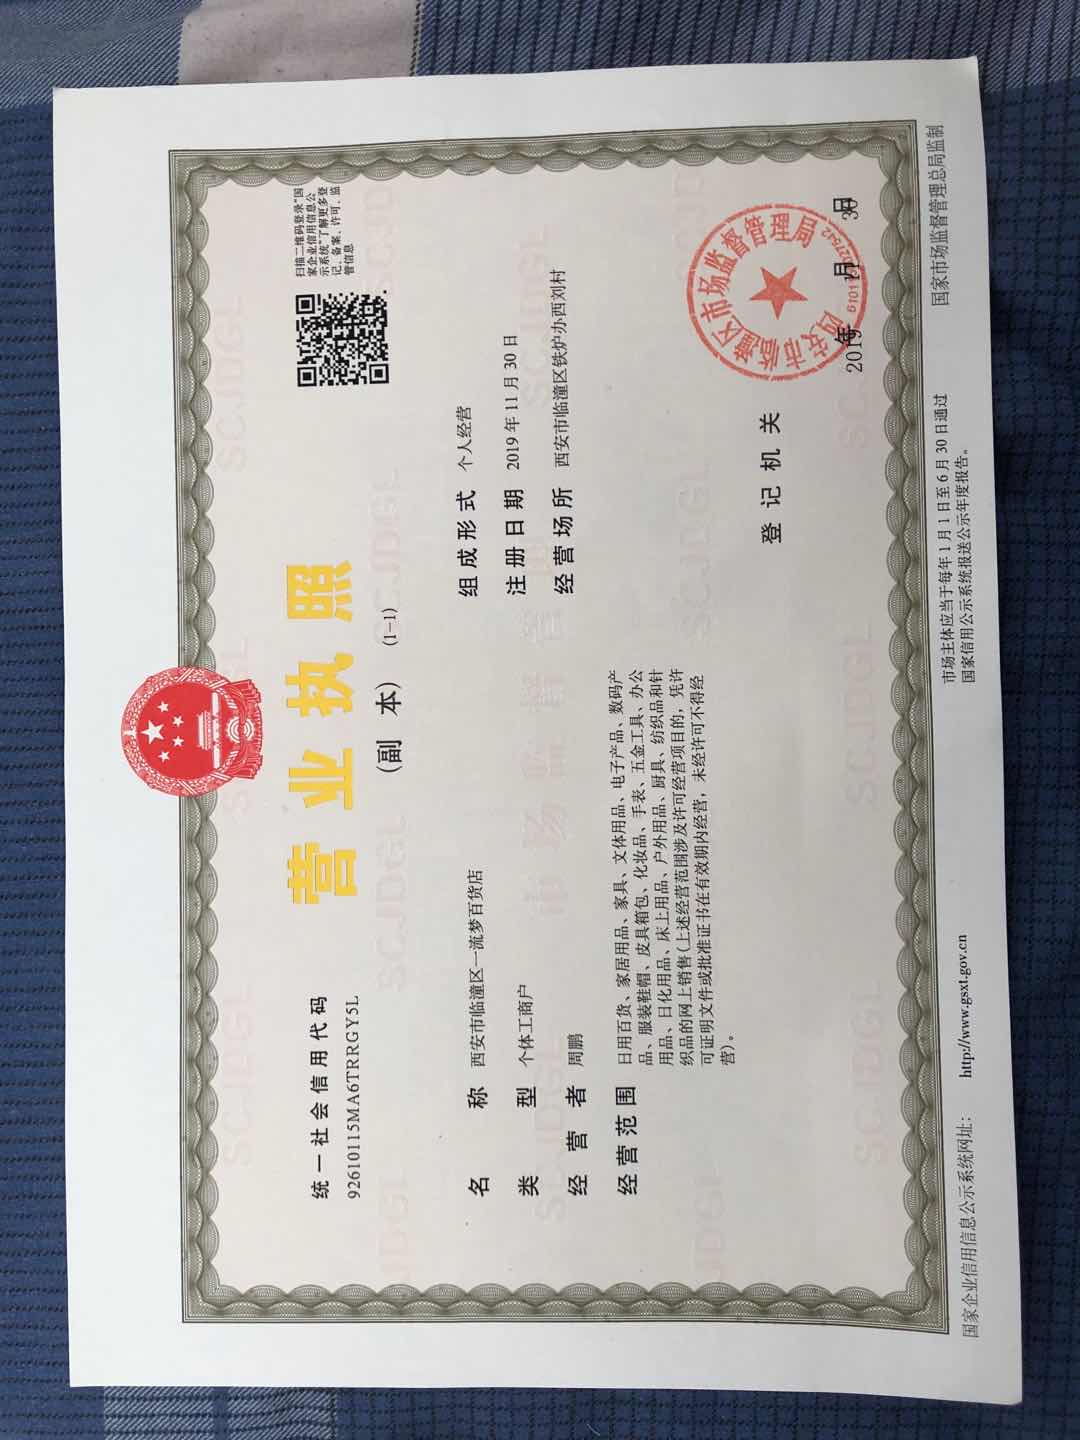 营业执照
(副 本) (1-1)
统一社会信用代码
92610115MA6TRRGY5L
扫描二维码登录"国
家企业信用信息公
示系统"了解更多登
记、备案、许可、监
管信息
名 称 西安市临潼区一流梦百货店
类 型 个体工商户
经 营 者 周鹏
经营范围 日用百货、家居用品、家具、文体用品、电子产品、数码产
品、服装鞋帽、皮具箱包、化妆品、手表、五金工具、办公
用品、日化用品、床上用品、户外用品、厨具、纺织品和针
织品的网上销售(上述经营范围涉及许可经营项目的，凭许
可证明文件或批准证书在有效期内经营，未经许可不得经
营)。
组成形式 个人经营
注册日期 2019 年 11 月 30 日
经营场所 西安市临潼区铁炉办西刘村
登记机关
西安市临潼区市场监督管理局
2019年 月 30日
国家企业信用信息公示系统网址： http://www.gsxt.gov.cn
市场主体应当于每年 1 月 1 日至 6 月 30 日通过
国家信用公示系统报送公示年度报告。
国家市场监督管理总局监制
SCJDGL
市场监督管